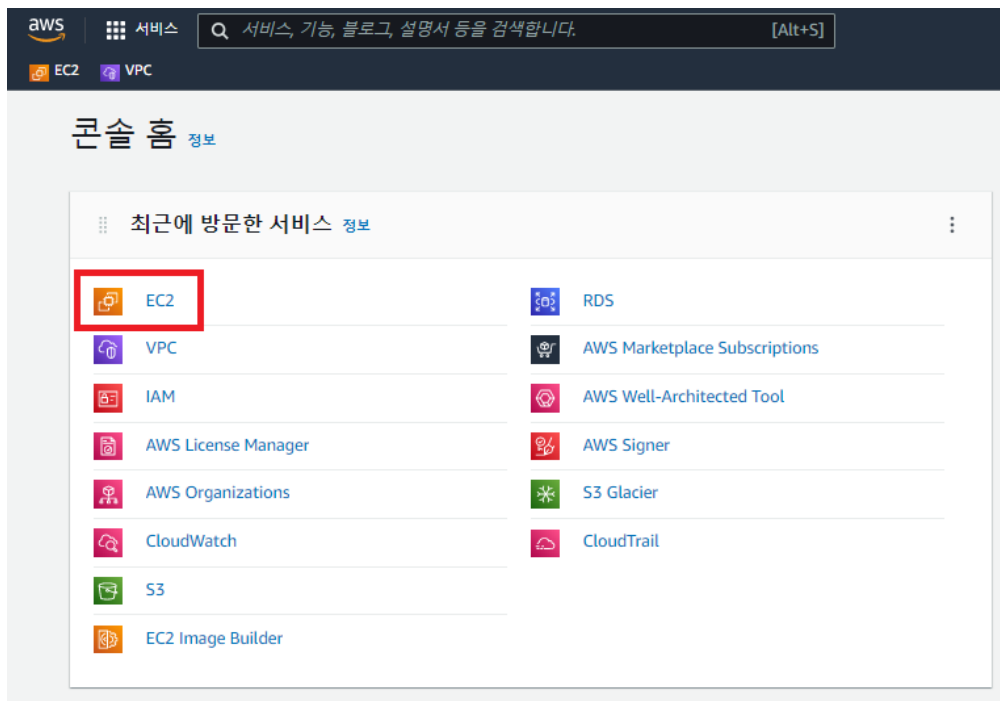 aws 서비스 서비스, 기능, 블로그, 설명서 등을 검색합니다. [Alt+S]
EC2 VPC
콘솔 홈 정보
최근에 방문한 서비스 정보
EC2
VPC
IAM
AWS License Manager
AWS Organizations
CloudWatch
S3
EC2 Image Builder
RDS
AWS Marketplace Subscriptions
AWS Well-Architected Tool
AWS Signer
S3 Glacier
CloudTrail